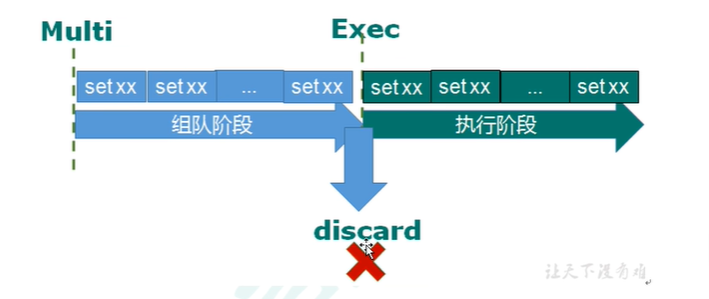 Multi
Exec
set xx set xx ... set xx
set xx set xx ... set xx
组队阶段
执行阶段
discard
让天下没有难